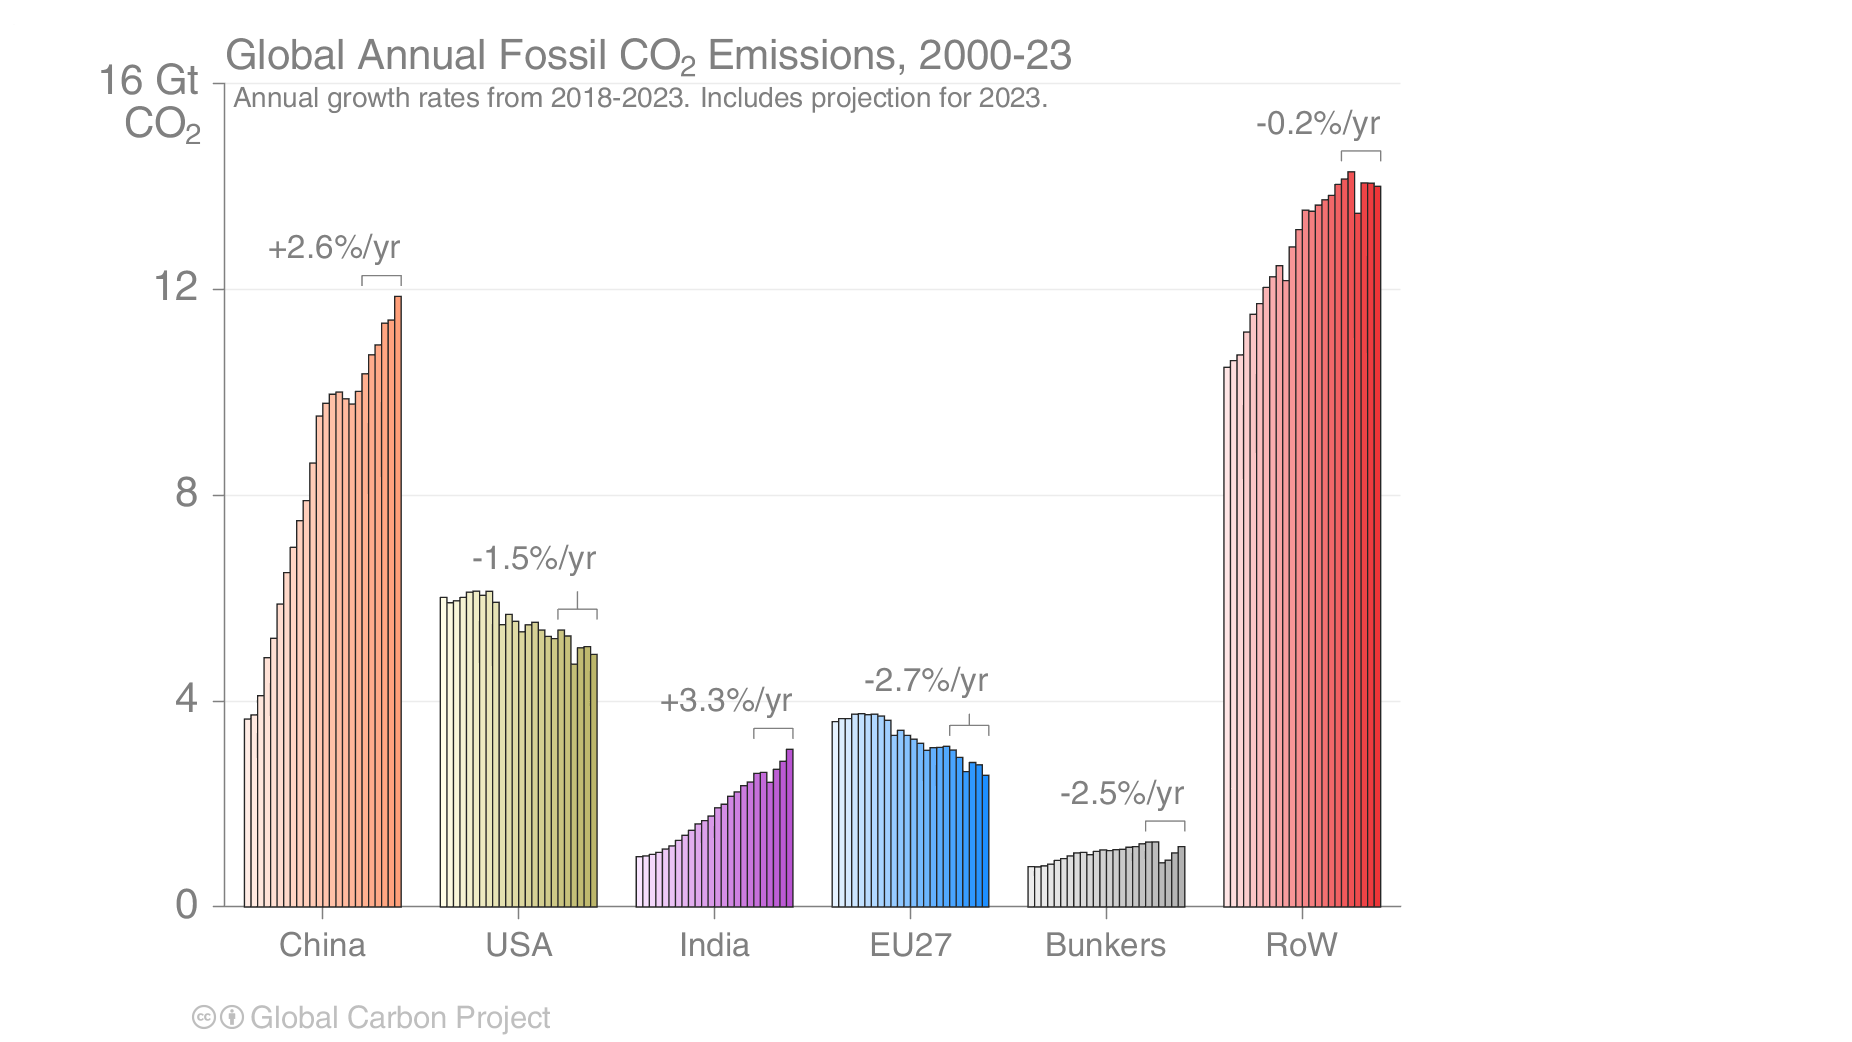 Global Annual Fossil CO₂ Emissions, 2000-23
16 Gt
CO₂
Annual growth rates from 2018-2023. Includes projection for 2023.
-0.2%/yr
+2.6%/yr
12
8
-1.5%/yr
-2.7%/yr
+3.3%/yr
4
-2.5%/yr
0
China USA India EU27 Bunkers RoW
cc Global Carbon Project